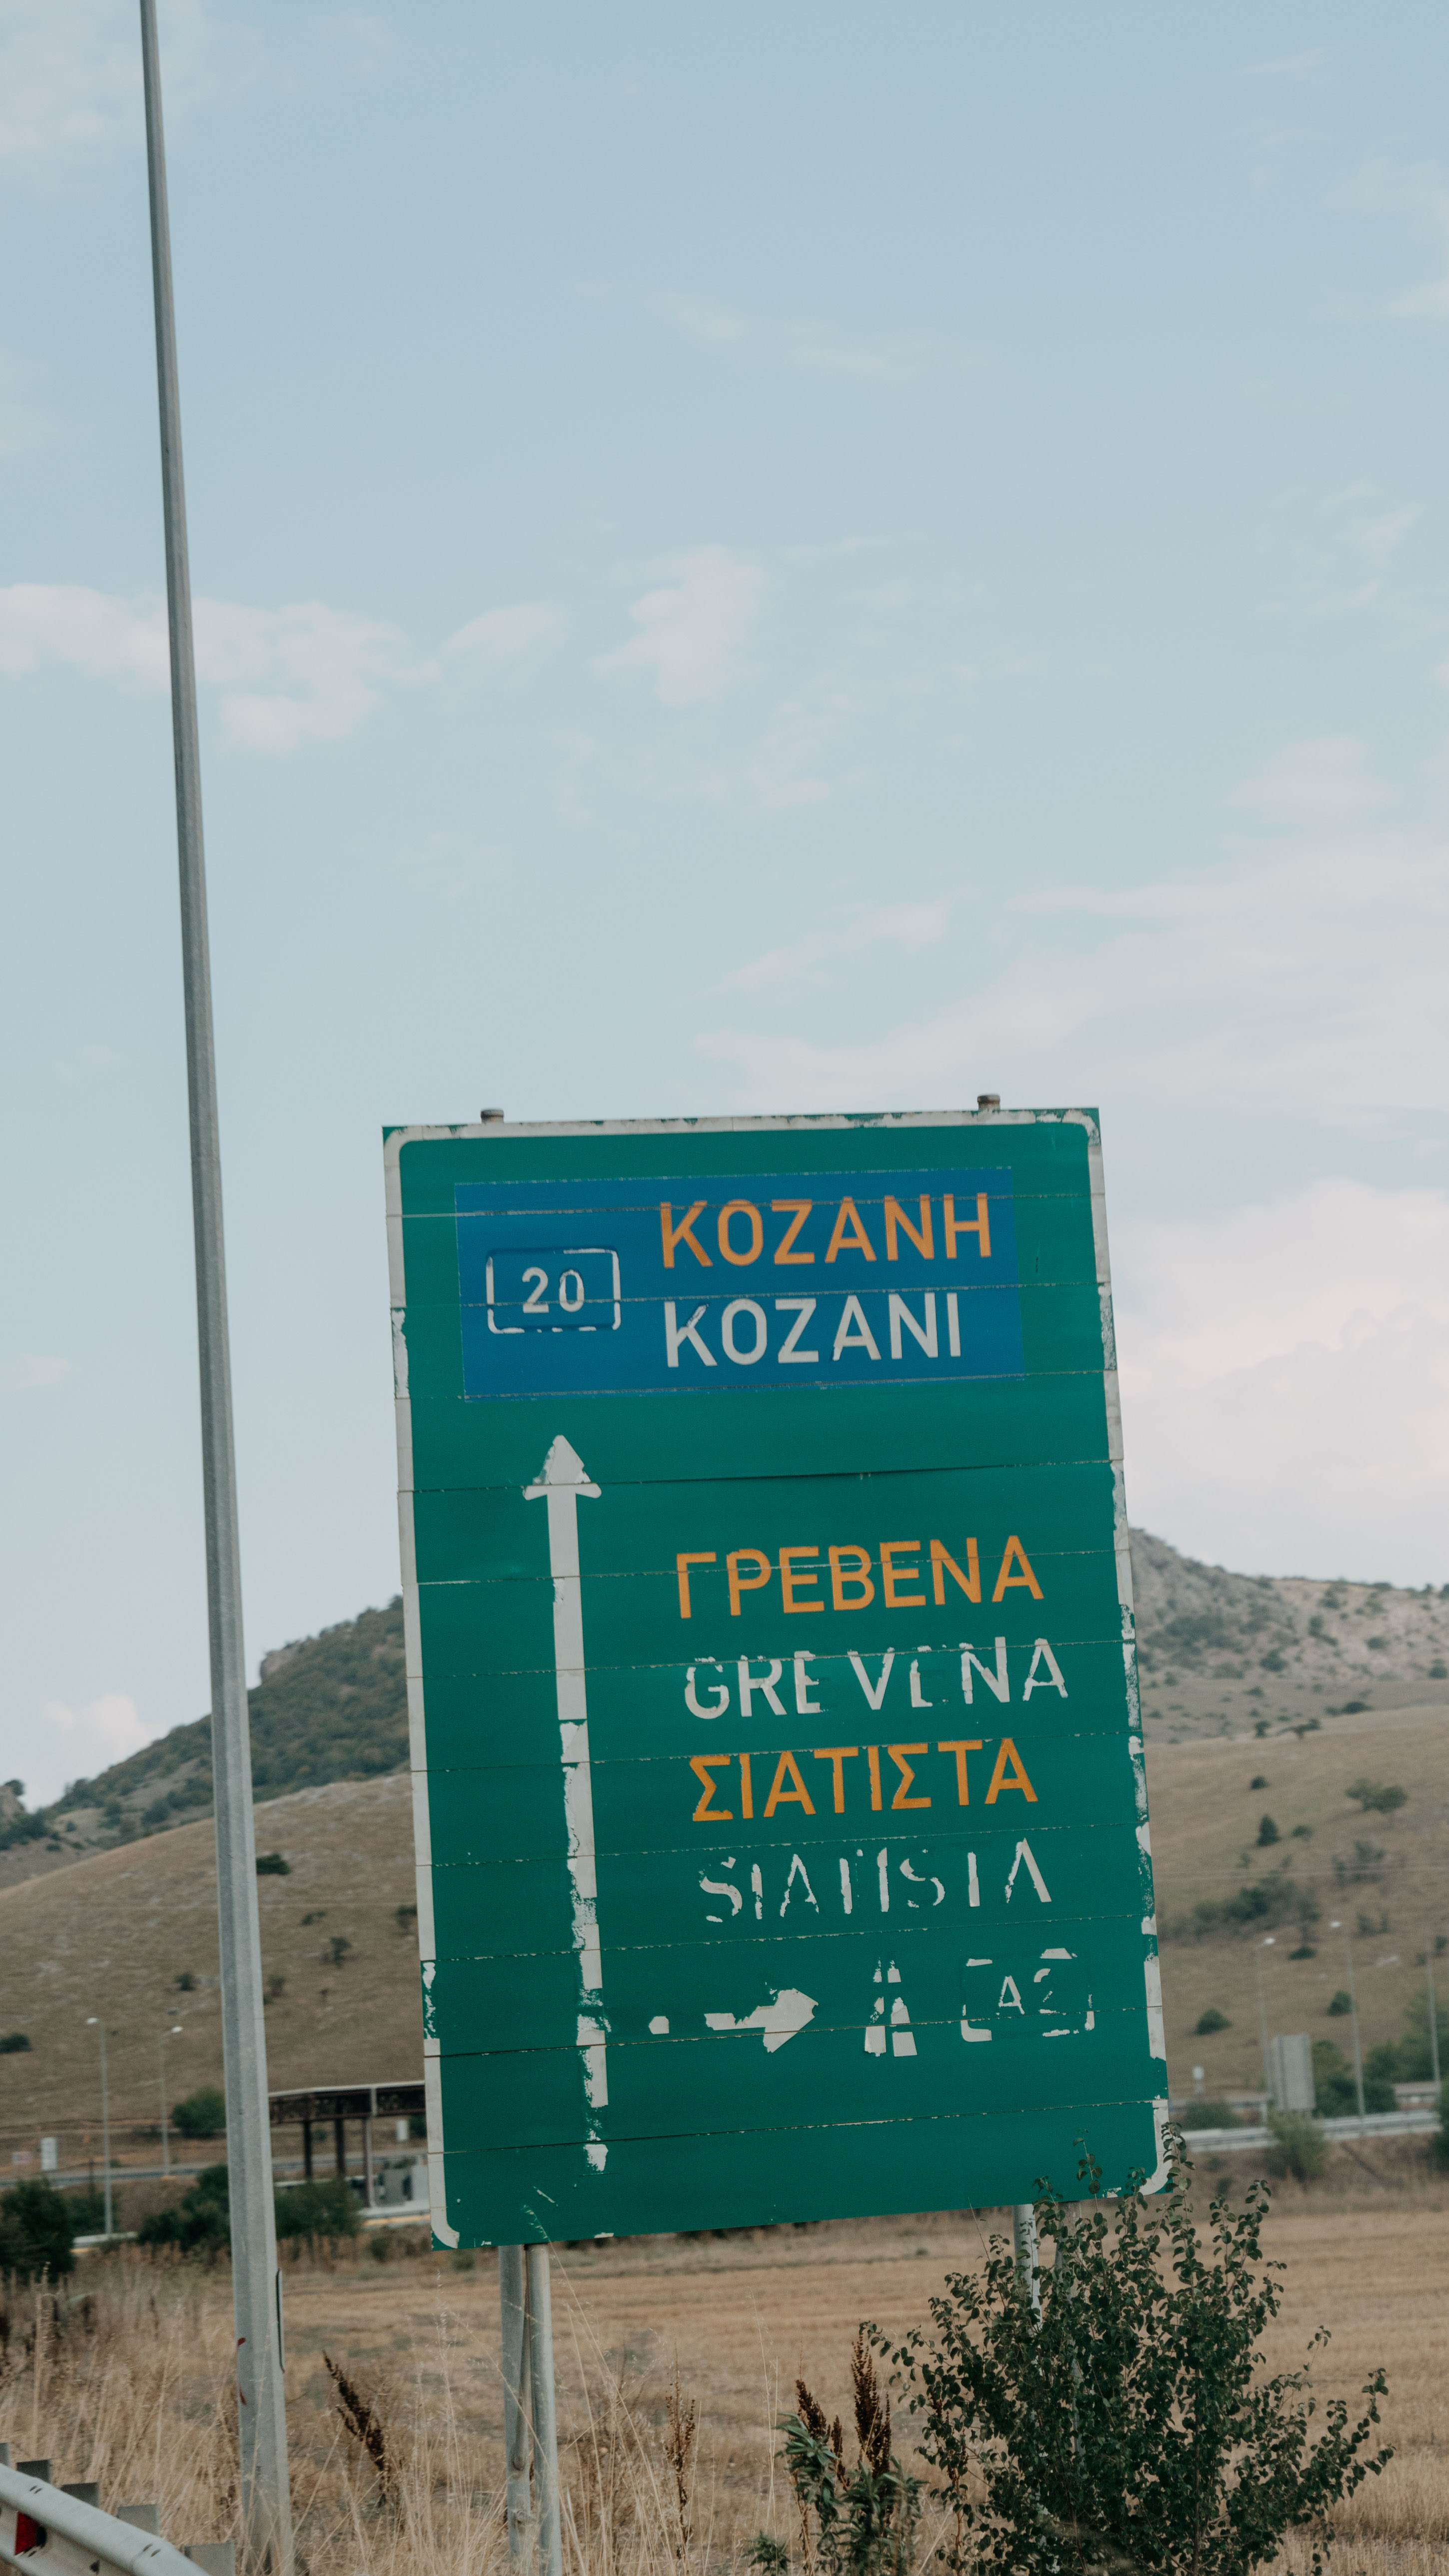 ΚΟΖΑΝΗ
20
KOZANI
ΓΡΕΒΕΝΑ
GREVENA
ΣΙΑΤΙΣΤΑ
SIATISTA
A2